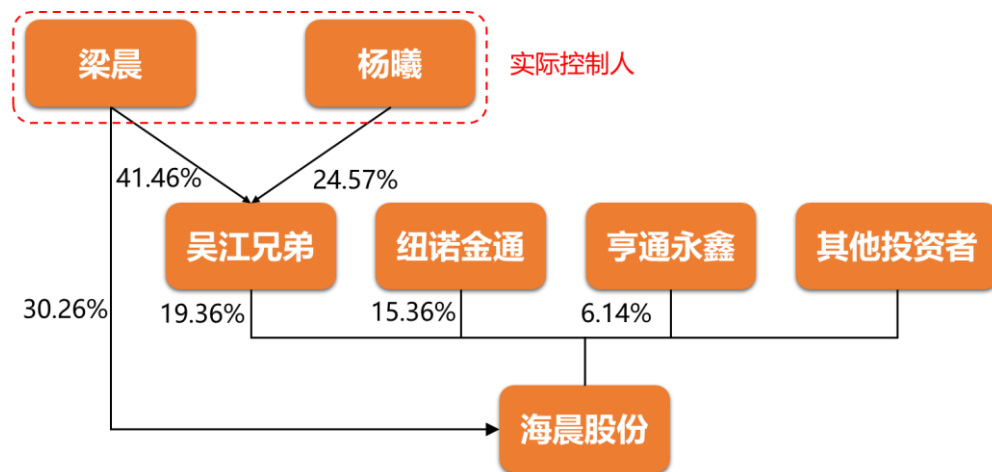 梁晨
杨曦
实际控制人
41.46%
24.57%
吴江兄弟
纽诺金通
亨通永鑫
其他投资者
30.26%
19.36%
15.36%
6.14%
海晨股份